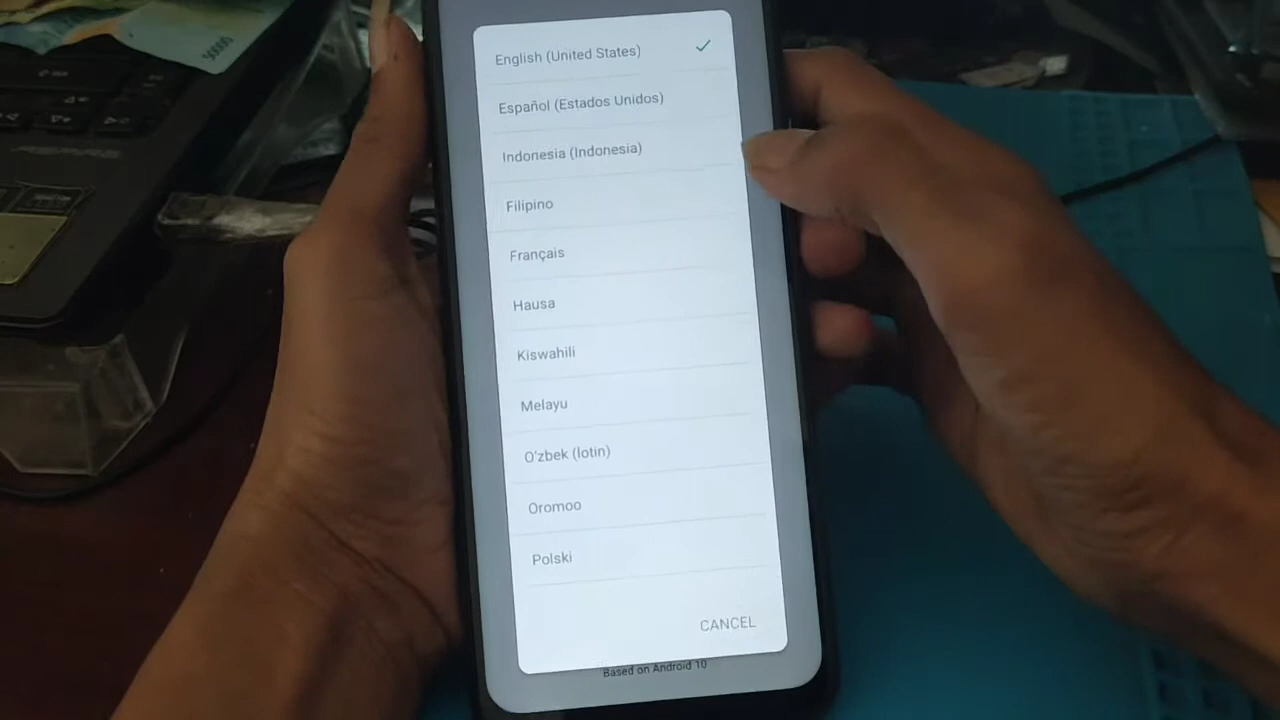 50000
English (United States)
Español (Estados Unidos)
Indonesia (Indonesia)
Filipino
Français
Hausa
Kiswahili
Melayu
O'zbek (lotin)
Oromoo
Polski
CANCEL
Based on Android 10